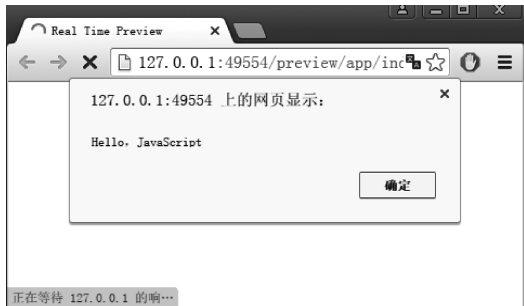 Real Time Preview
127.0.0.1:49554/preview/app/inc
127.0.0.1:49554 上的网页显示:
Hello, JavaScript
确定
正在等待 127.0.0.1 的响…